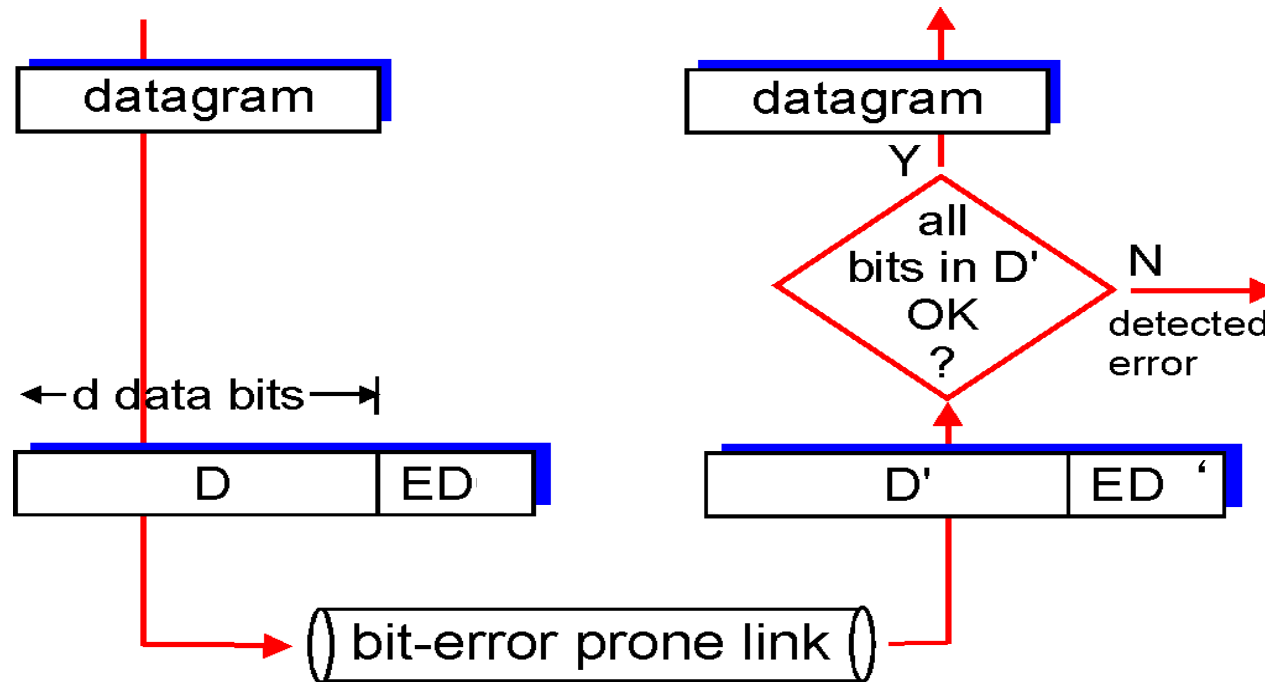 datagram
datagram
Y
all
bits in D'
OK
?
N
detected
error
d data bits
D
ED
D'
ED ‘
bit-error prone link